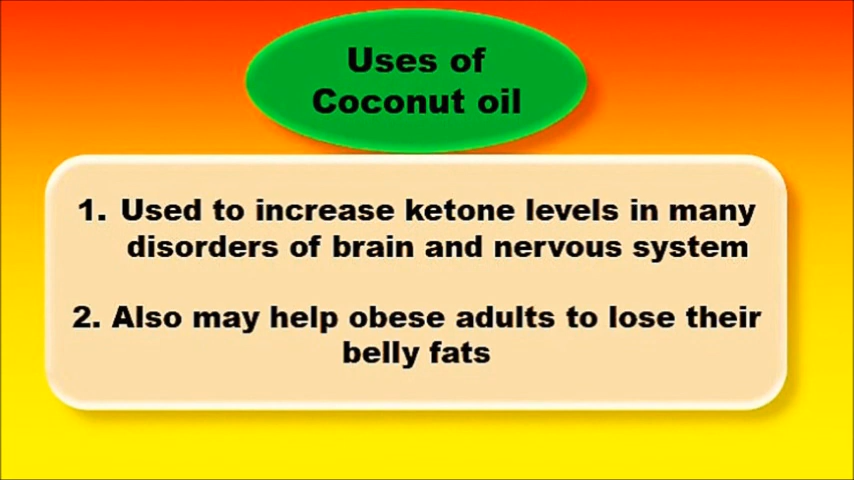 Uses of
Coconut oil
1. Used to increase ketone levels in many
disorders of brain and nervous system
2. Also may help obese adults to lose their
belly fats